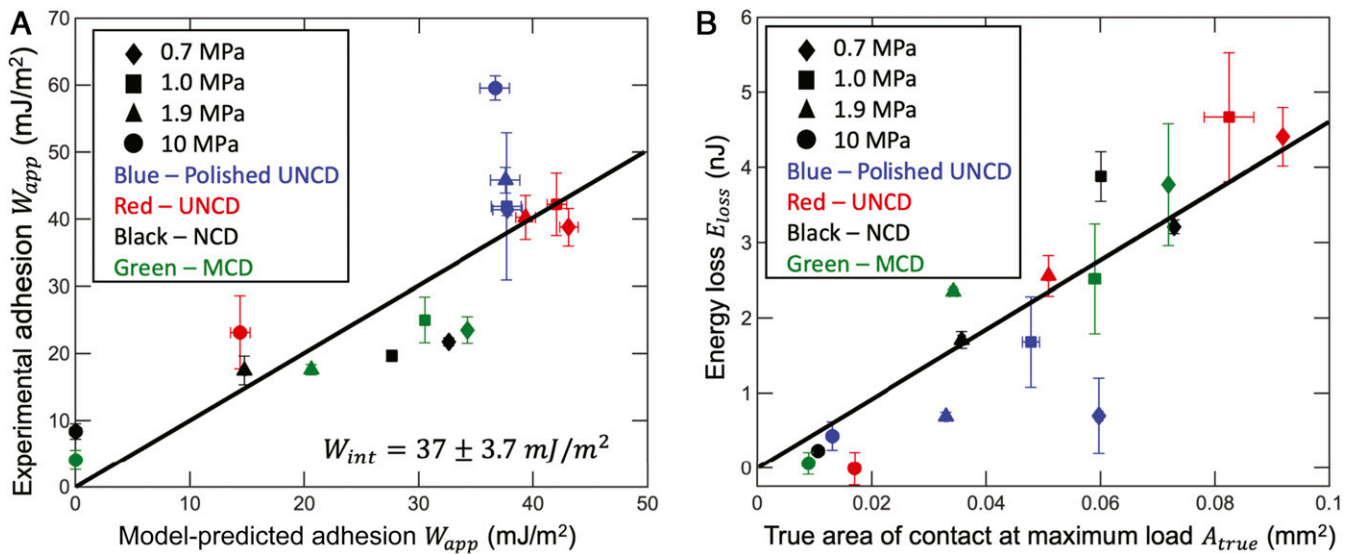 A
Experimental adhesion W_app (mJ/m²)
70
60
50
40
30
20
10
0
0.7 MPa
1.0 MPa
1.9 MPa
10 MPa
Blue – Polished UNCD
Red – UNCD
Black – NCD
Green – MCD
W_int = 37 ± 3.7 mJ/m²
0 10 20 30 40 50
Model-predicted adhesion W_app (mJ/m²)
B
Energy loss E_loss (nJ)
6
5
4
3
2
1
0
0.7 MPa
1.0 MPa
1.9 MPa
10 MPa
Blue – Polished UNCD
Red – UNCD
Black – NCD
Green – MCD
0 0.02 0.04 0.06 0.08 0.1
True area of contact at maximum load A_true (mm²)